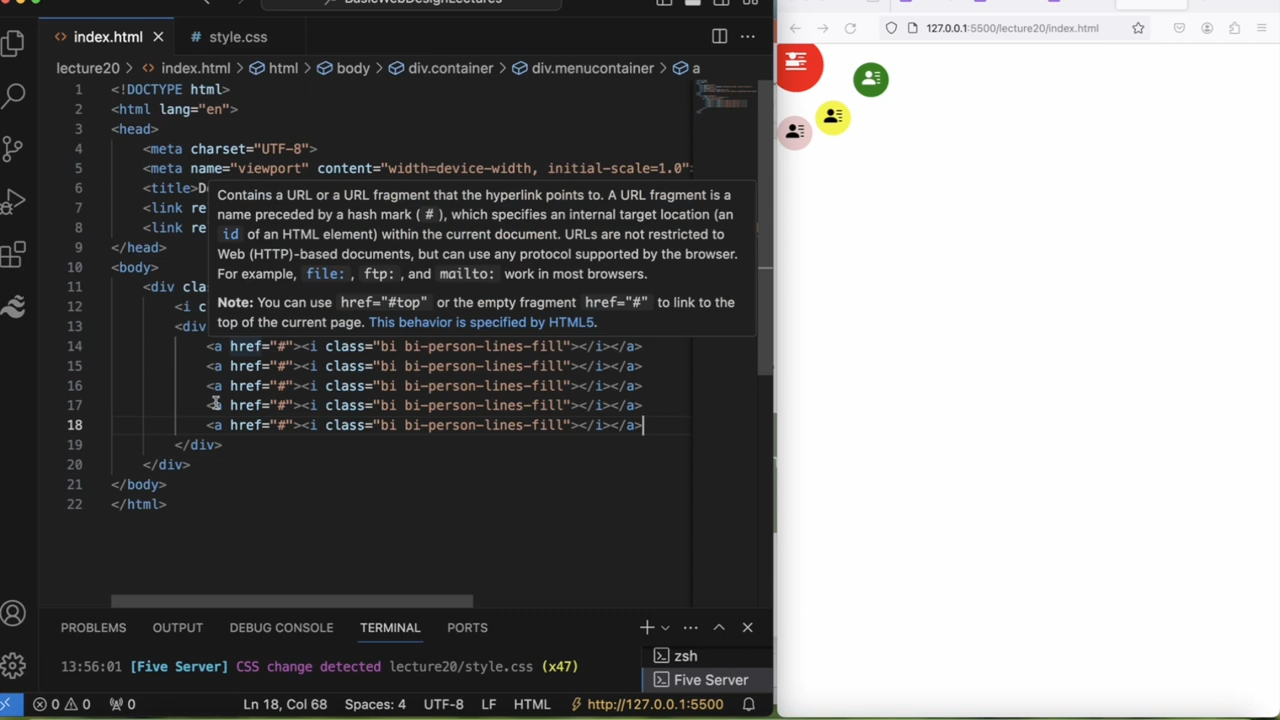 BasicWebDesignLectures
index.html
# style.css
127.0.0.1:5500/lecture20/index.html
lecture20 > index.html > html > body > div.container > div.menucontainer > a
1 <!DOCTYPE html>
2 <html lang="en">
3 <head>
4 <meta charset="UTF-8">
5 <meta name="viewport" content="width=device-width, initial-scale=1.0">
6 <title>D
7 <link re
8 <link re
9 </head>
10 <body>
11 <div clas
12 <i c
13 <div
Contains a URL or a URL fragment that the hyperlink points to. A URL fragment is a
name preceded by a hash mark (#), which specifies an internal target location (an
id of an HTML element) within the current document. URLs are not restricted to
Web (HTTP)-based documents, but can use any protocol supported by the browser.
For example, file:, ftp:, and mailto: work in most browsers.
Note: You can use href="#top" or the empty fragment href="#" to link to the
top of the current page. This behavior is specified by HTML5.
14 <a href="#"><i class="bi bi-person-lines-fill"></i></a>
15 <a href="#"><i class="bi bi-person-lines-fill"></i></a>
16 <a href="#"><i class="bi bi-person-lines-fill"></i></a>
17 <a href="#"><i class="bi bi-person-lines-fill"></i></a>
18 <a href="#"><i class="bi bi-person-lines-fill"></i></a>
19 </div>
20 </div>
21 </body>
22 </html>
PROBLEMS OUTPUT DEBUG CONSOLE TERMINAL PORTS
13:56:01 [Five Server] CSS change detected lecture20/style.css (x47)
zsh
Five Server
0 0 0 Ln 18, Col 68 Spaces: 4 UTF-8 LF HTML http://127.0.0.1:5500